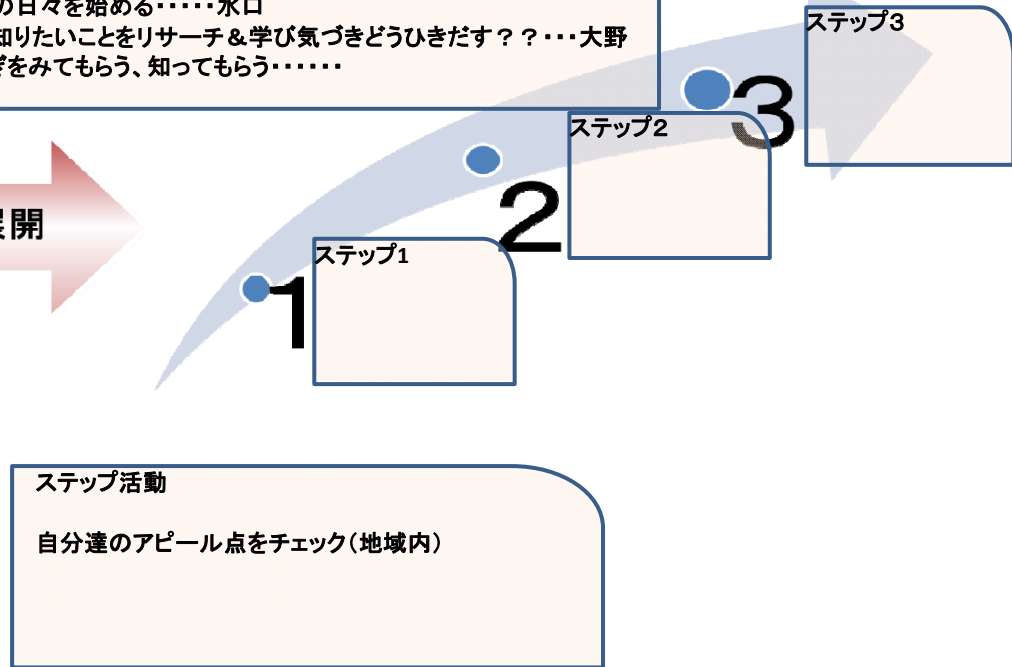 の日々を始める・・・・・水口
知りたいことをリサーチ＆学び気づきどうひきだす？？・・・大野
をみてもらう、知ってもらう・・・・・・
ステップ３
3
ステップ２
2
開
ステップ1
1
ステップ活動
自分達のアピール点をチェック（地域内）